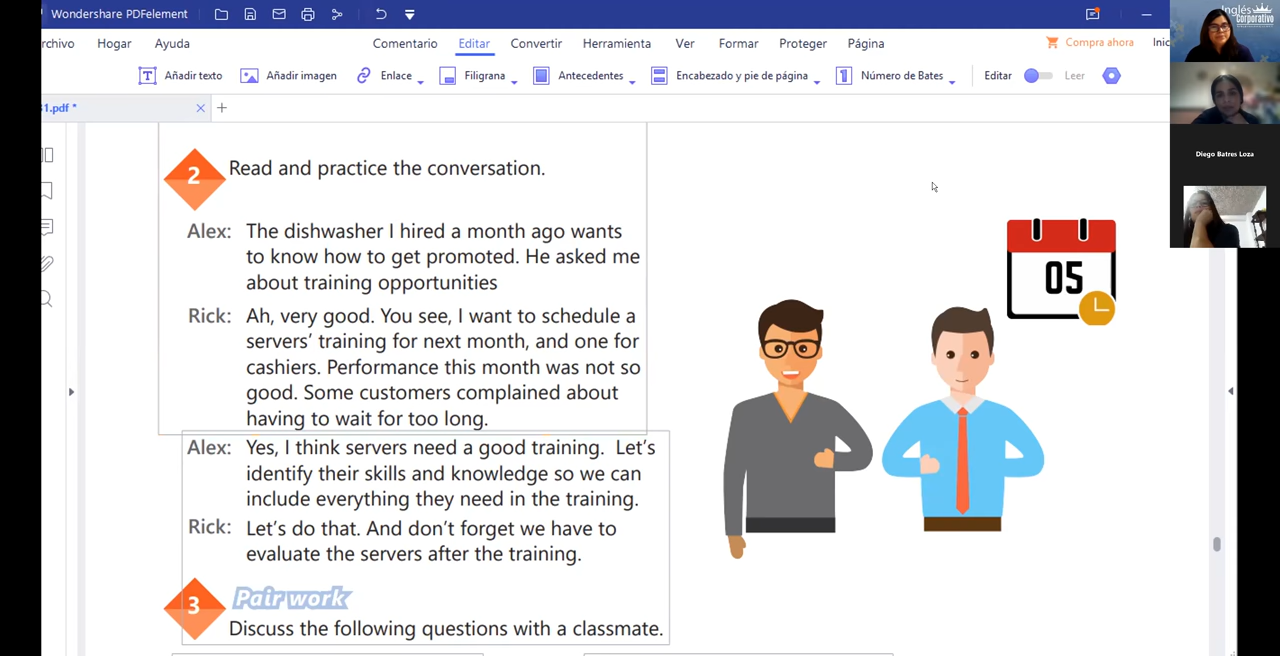 Wondershare PDFelement
Inglés
Corporativo
rchivo Hogar Ayuda Comentario Editar Convertir Herramienta Ver Formar Proteger Página Compra ahora Inic
Añadir texto Añadir imagen Enlace Filigrana Antecedentes Encabezado y pie de página Número de Bates Editar Leer
1.pdf *
Diego Batres Loza
2 Read and practice the conversation.
Alex: The dishwasher I hired a month ago wants
to know how to get promoted. He asked me
about training opportunities
Rick: Ah, very good. You see, I want to schedule a
servers' training for next month, and one for
cashiers. Performance this month was not so
good. Some customers complained about
having to wait for too long.
Alex: Yes, I think servers need a good training. Let's
identify their skills and knowledge so we can
include everything they need in the training.
Rick: Let's do that. And don't forget we have to
evaluate the servers after the training.
05
3 Pair work
Discuss the following questions with a classmate.